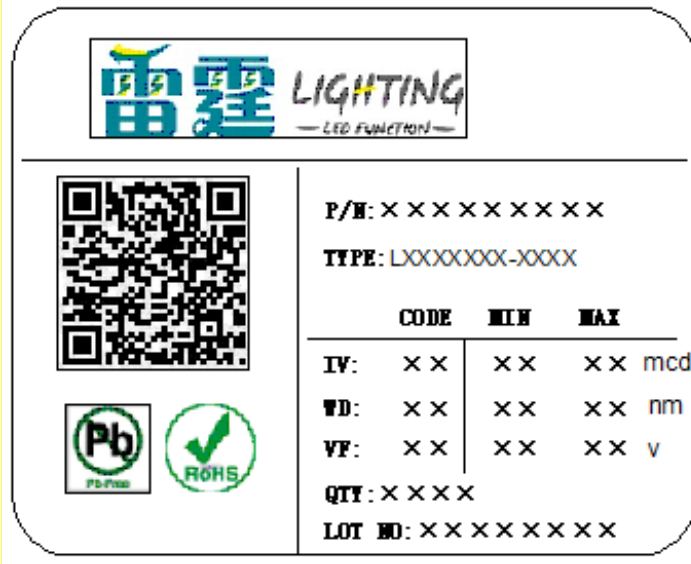 雷霆 LIGHTING
—LED FUNCTION—
P/N:×××××××××
TYPE:LXXXXXXX-XXXX
CODE MIN MAX
IV: ×× ×× ×× mcd
WD: ×× ×× ×× nm
VF: ×× ×× ×× v
Pb
Pb-Free
RoHS
QTY:××××
LOT NO:××××××××